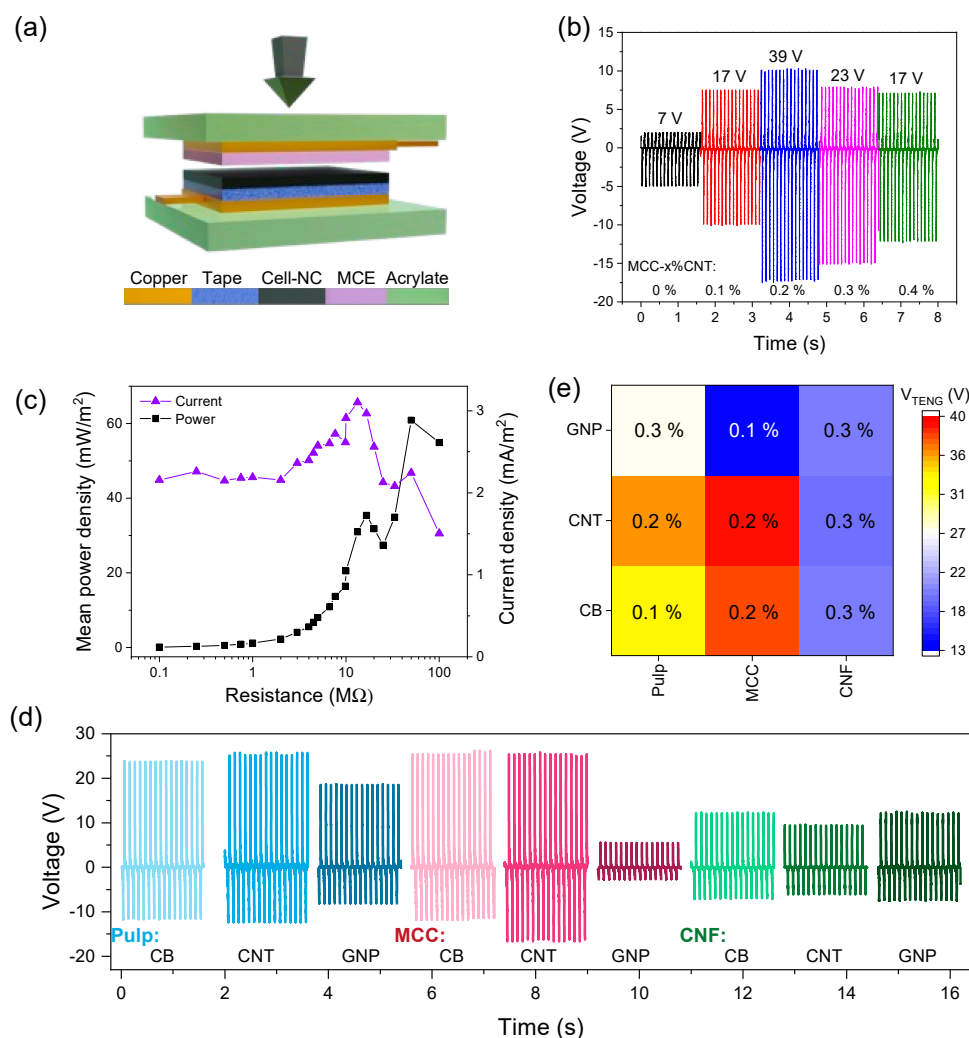 (a)
Copper Tape Cell-NC MCE Acrylate
(b)
Voltage (V)
15
10
5
0
-5
-10
-15
-20
7 V
17 V
39 V
23 V
17 V
MCC-x%CNT:
0 % 0.1 % 0.2 % 0.3 % 0.4 %
0 1 2 3 4 5 6 7 8
Time (s)
(c)
Current
Power
Mean power density (mW/m²)
60
40
20
0
Current density (mA/m²)
3
2
1
0
0.1 1 10 100
Resistance (MΩ)
(e)
GNP
CNT
CB
0.3 % 0.1 % 0.3 %
0.2 % 0.2 % 0.3 %
0.1 % 0.2 % 0.3 %
Pulp
MCC
CNF
V_TENG (V)
40
36
31
27
22
18
13
(d)
Voltage (V)
30
20
10
0
-10
-20
Pulp:
MCC:
CNF:
CB CNT GNP CB CNT GNP CB CNT GNP
0 2 4 6 8 10 12 14 16
Time (s)